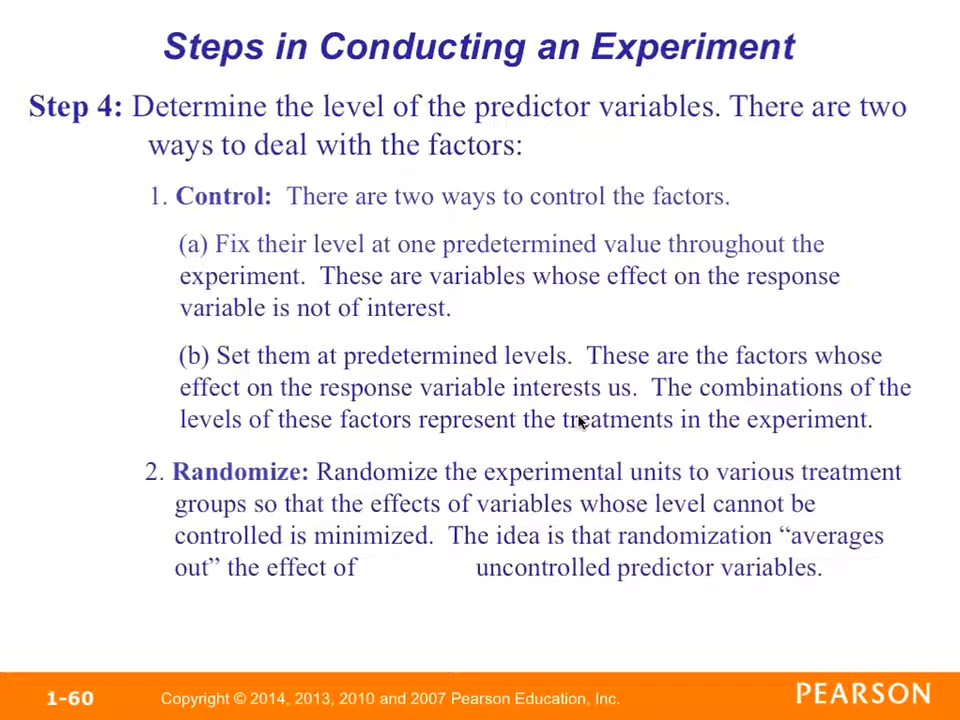 Steps in Conducting an Experiment
Step 4: Determine the level of the predictor variables. There are two
ways to deal with the factors:
1. Control: There are two ways to control the factors.
(a) Fix their level at one predetermined value throughout the
experiment. These are variables whose effect on the response
variable is not of interest.
(b) Set them at predetermined levels. These are the factors whose
effect on the response variable interests us. The combinations of the
levels of these factors represent the treatments in the experiment.
2. Randomize: Randomize the experimental units to various treatment
groups so that the effects of variables whose level cannot be
controlled is minimized. The idea is that randomization “averages
out” the effect of uncontrolled predictor variables.
1-60 Copyright © 2014, 2013, 2010 and 2007 Pearson Education, Inc. PEARSON